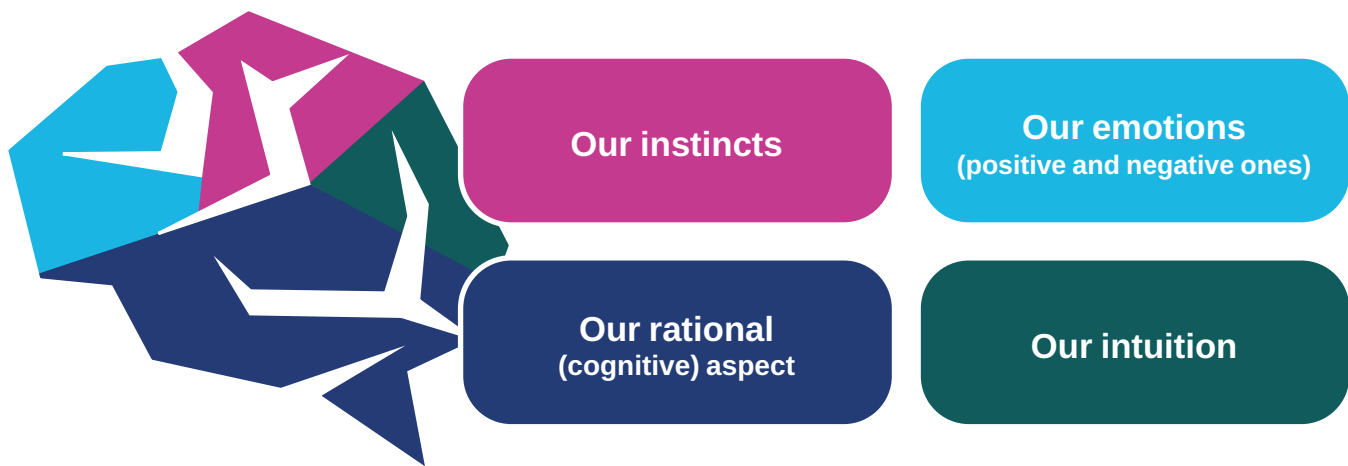 Our instincts
Our emotions
(positive and negative ones)
Our rational
(cognitive) aspect
Our intuition